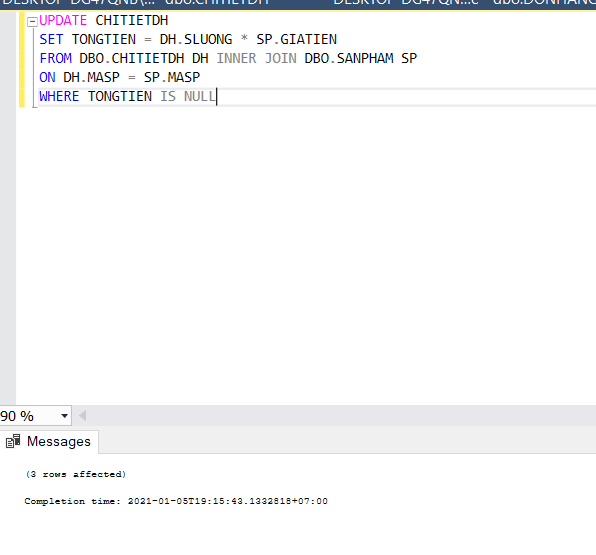 UPDATE CHITIETDH
SET TONGTIEN = DH.SLUONG * SP.GIATIEN
FROM DBO.CHITIETDH DH INNER JOIN DBO.SANPHAM SP
ON DH.MASP = SP.MASP
WHERE TONGTIEN IS NULL
90 %
Messages
(3 rows affected)
Completion time: 2021-01-05T19:15:43.1332818+07:00